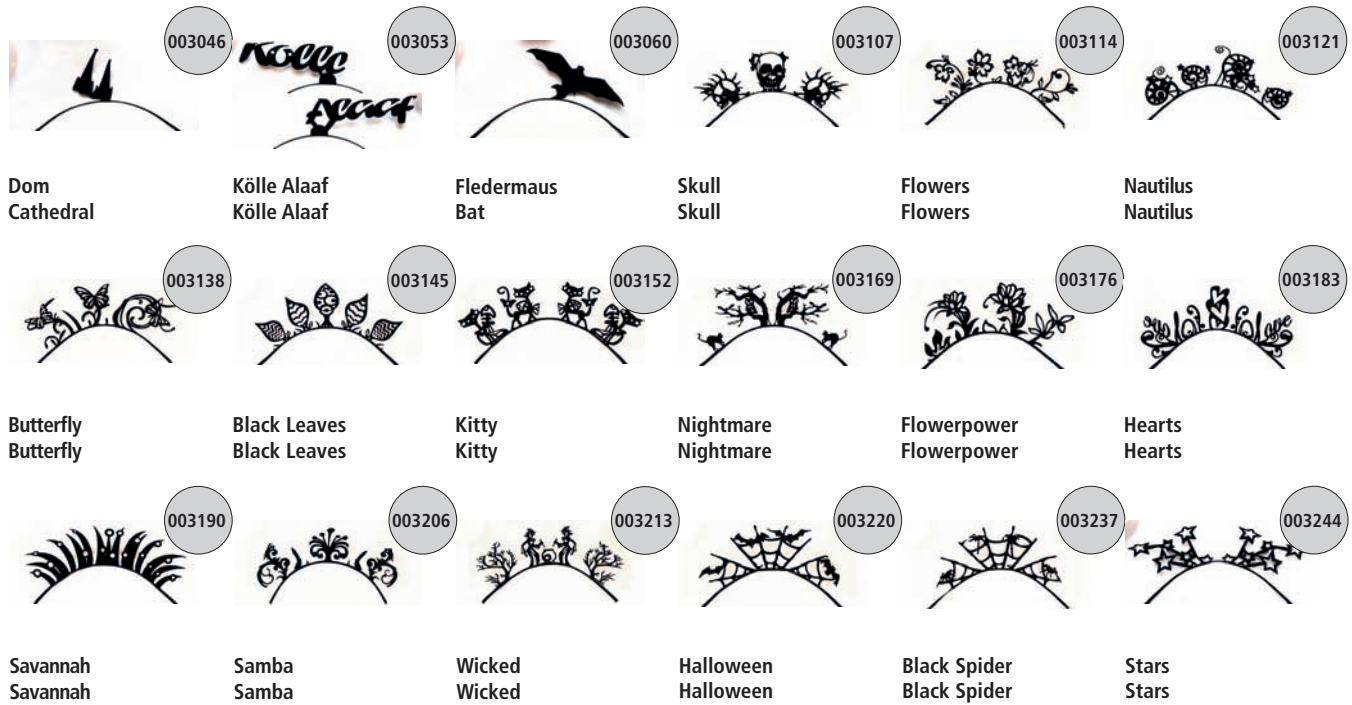 003046
003053
003060
003107
003114
003121
Kölle
Alaaf
Dom
Cathedral
Kölle Alaaf
Kölle Alaaf
Fledermaus
Bat
Skull
Skull
Flowers
Flowers
Nautilus
Nautilus
003138
003145
003152
003169
003176
003183
Butterfly
Butterfly
Black Leaves
Black Leaves
Kitty
Kitty
Nightmare
Nightmare
Flowerpower
Flowerpower
Hearts
Hearts
003190
003206
003213
003220
003237
003244
Savannah
Savannah
Samba
Samba
Wicked
Wicked
Halloween
Halloween
Black Spider
Black Spider
Stars
Stars